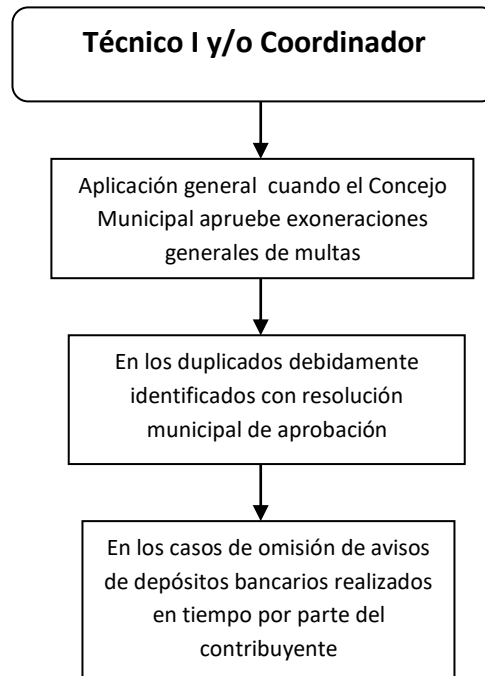 Técnico I y/o Coordinador
Aplicación general cuando el Concejo
Municipal apruebe exoneraciones
generales de multas
En los duplicados debidamente
identificados con resolución
municipal de aprobación
En los casos de omisión de avisos
de depósitos bancarios realizados
en tiempo por parte del
contribuyente